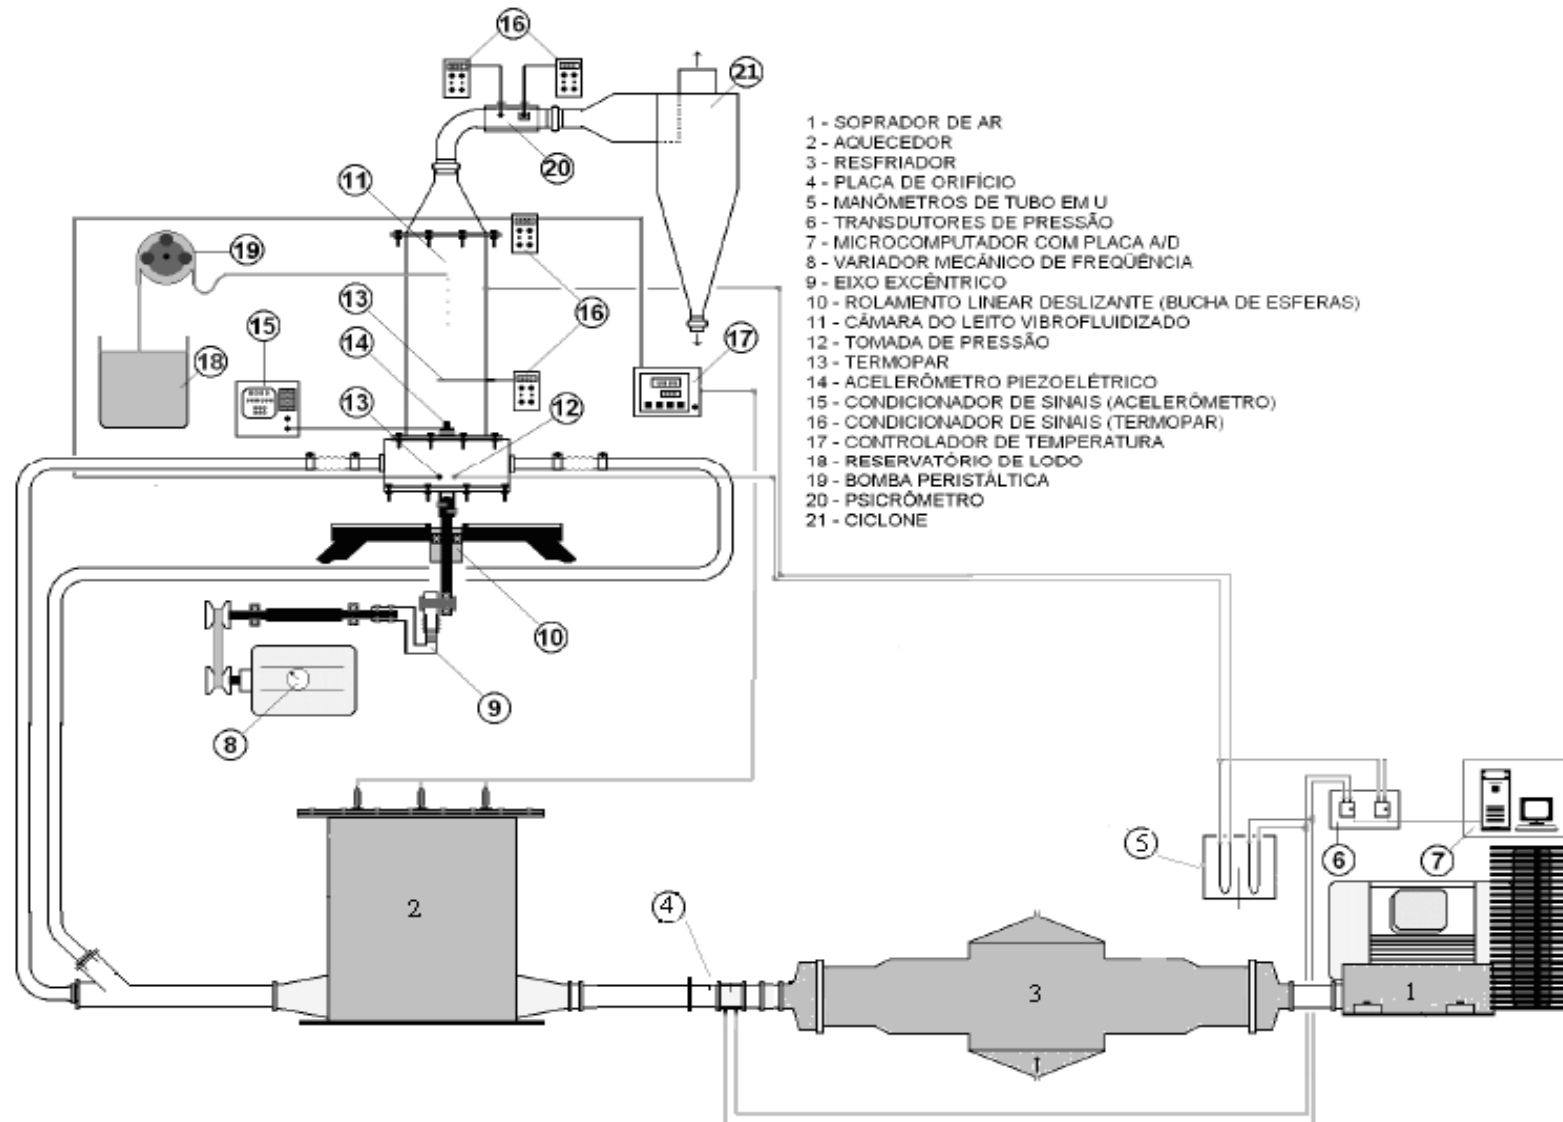 16
21
20
11
1 - SOPRADOR DE AR
2 - AQUECEDOR
3 - RESFRIADOR
4 - PLACA DE ORIFÍCIO
5 - MANÔMETROS DE TUBO EM U
6 - TRANSDUTORES DE PRESSÃO
7 - MICROCOMPUTADOR COM PLACA A/D
8 - VARIADOR MECÂNICO DE FREQÜÊNCIA
9 - EIXO EXCÊNTRICO
10 - ROLAMENTO LINEAR DESLIZANTE (BUCHA DE ESFERAS)
11 - CÂMARA DO LEITO VIBROFLUIDIZADO
12 - TOMADA DE PRESSÃO
13 - TERMOPAR
14 - ACELERÔMETRO PIEZOELÉTRICO
15 - CONDICIONADOR DE SINAIS (ACELERÔMETRO)
16 - CONDICIONADOR DE SINAIS (TERMOPAR)
17 - CONTROLADOR DE TEMPERATURA
18 - RESERVATÓRIO DE LODO
19 - BOMBA PERISTÁLTICA
20 - PSICRÔMETRO
21 - CICLONE
19
13
16
15
14
17
18
13
12
10
9
8
5
6
7
2
4
3
1